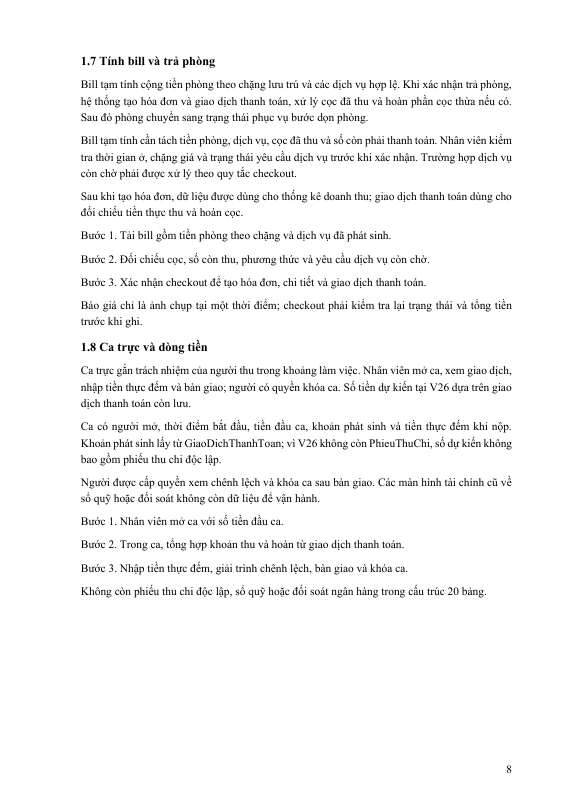 1.7 Tính bill và trả phòng
Bill tạm tính cộng tiền phòng theo chặng lưu trú và các dịch vụ hợp lệ. Khi xác nhận trả phòng,
hệ thống tạo hóa đơn và giao dịch thanh toán, xử lý cọc đã thu và hoàn phần cọc thừa nếu có.
Sau đó phòng chuyển sang trạng thái phục vụ bước dọn phòng.
Bill tạm tính cần tách tiền phòng, dịch vụ, cọc đã thu và số còn phải thanh toán. Nhân viên kiểm
tra thời gian ở, chặng giá và trạng thái yêu cầu dịch vụ trước khi xác nhận. Trường hợp dịch vụ
còn chờ phải được xử lý theo quy tắc checkout.
Sau khi tạo hóa đơn, dữ liệu được dùng cho thống kê doanh thu; giao dịch thanh toán dùng cho
đối chiếu tiền thực thu và hoàn cọc.
Bước 1. Tải bill gồm tiền phòng theo chặng và dịch vụ đã phát sinh.
Bước 2. Đối chiếu cọc, số còn thu, phương thức và yêu cầu dịch vụ còn chờ.
Bước 3. Xác nhận checkout để tạo hóa đơn, chi tiết và giao dịch thanh toán.
Báo giá chỉ là ảnh chụp tại một thời điểm; checkout phải kiểm tra lại trạng thái và tổng tiền
trước khi ghi.
1.8 Ca trực và dòng tiền
Ca trực gắn trách nhiệm của người thu trong khoảng làm việc. Nhân viên mở ca, xem giao dịch,
nhập tiền thực đếm và bàn giao; người có quyền khóa ca. Số tiền dự kiến tại V26 dựa trên giao
dịch thanh toán còn lưu.
Ca có người mở, thời điểm bắt đầu, tiền đầu ca, khoản phát sinh và tiền thực đếm khi nộp.
Khoản phát sinh lấy từ GiaoDichThanhToan; vì V26 không còn PhieuThuChi, số dự kiến không
bao gồm phiếu thu chi độc lập.
Người được cấp quyền xem chênh lệch và khóa ca sau bàn giao. Các màn hình tài chính cũ về
sổ quỹ hoặc đối soát không còn dữ liệu để vận hành.
Bước 1. Nhân viên mở ca với số tiền đầu ca.
Bước 2. Trong ca, tổng hợp khoản thu và hoàn từ giao dịch thanh toán.
Bước 3. Nhập tiền thực đếm, giải trình chênh lệch, bàn giao và khóa ca.
Không còn phiếu thu chi độc lập, sổ quỹ hoặc đối soát ngân hàng trong cấu trúc 20 bảng.
8